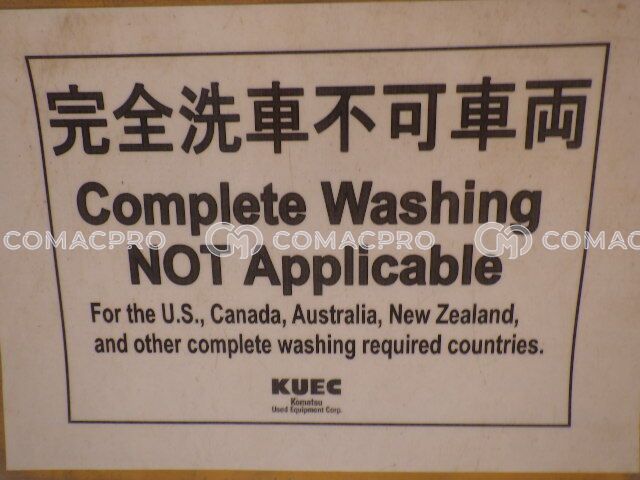 完全洗車不可車両
Complete Washing
COMACPRO COMACPRO COMACPRO
NOT Applicable
For the U.S., Canada, Australia, New Zealand,
and other complete washing required countries.
KUEC
Komatsu
Used Equipment Corp.